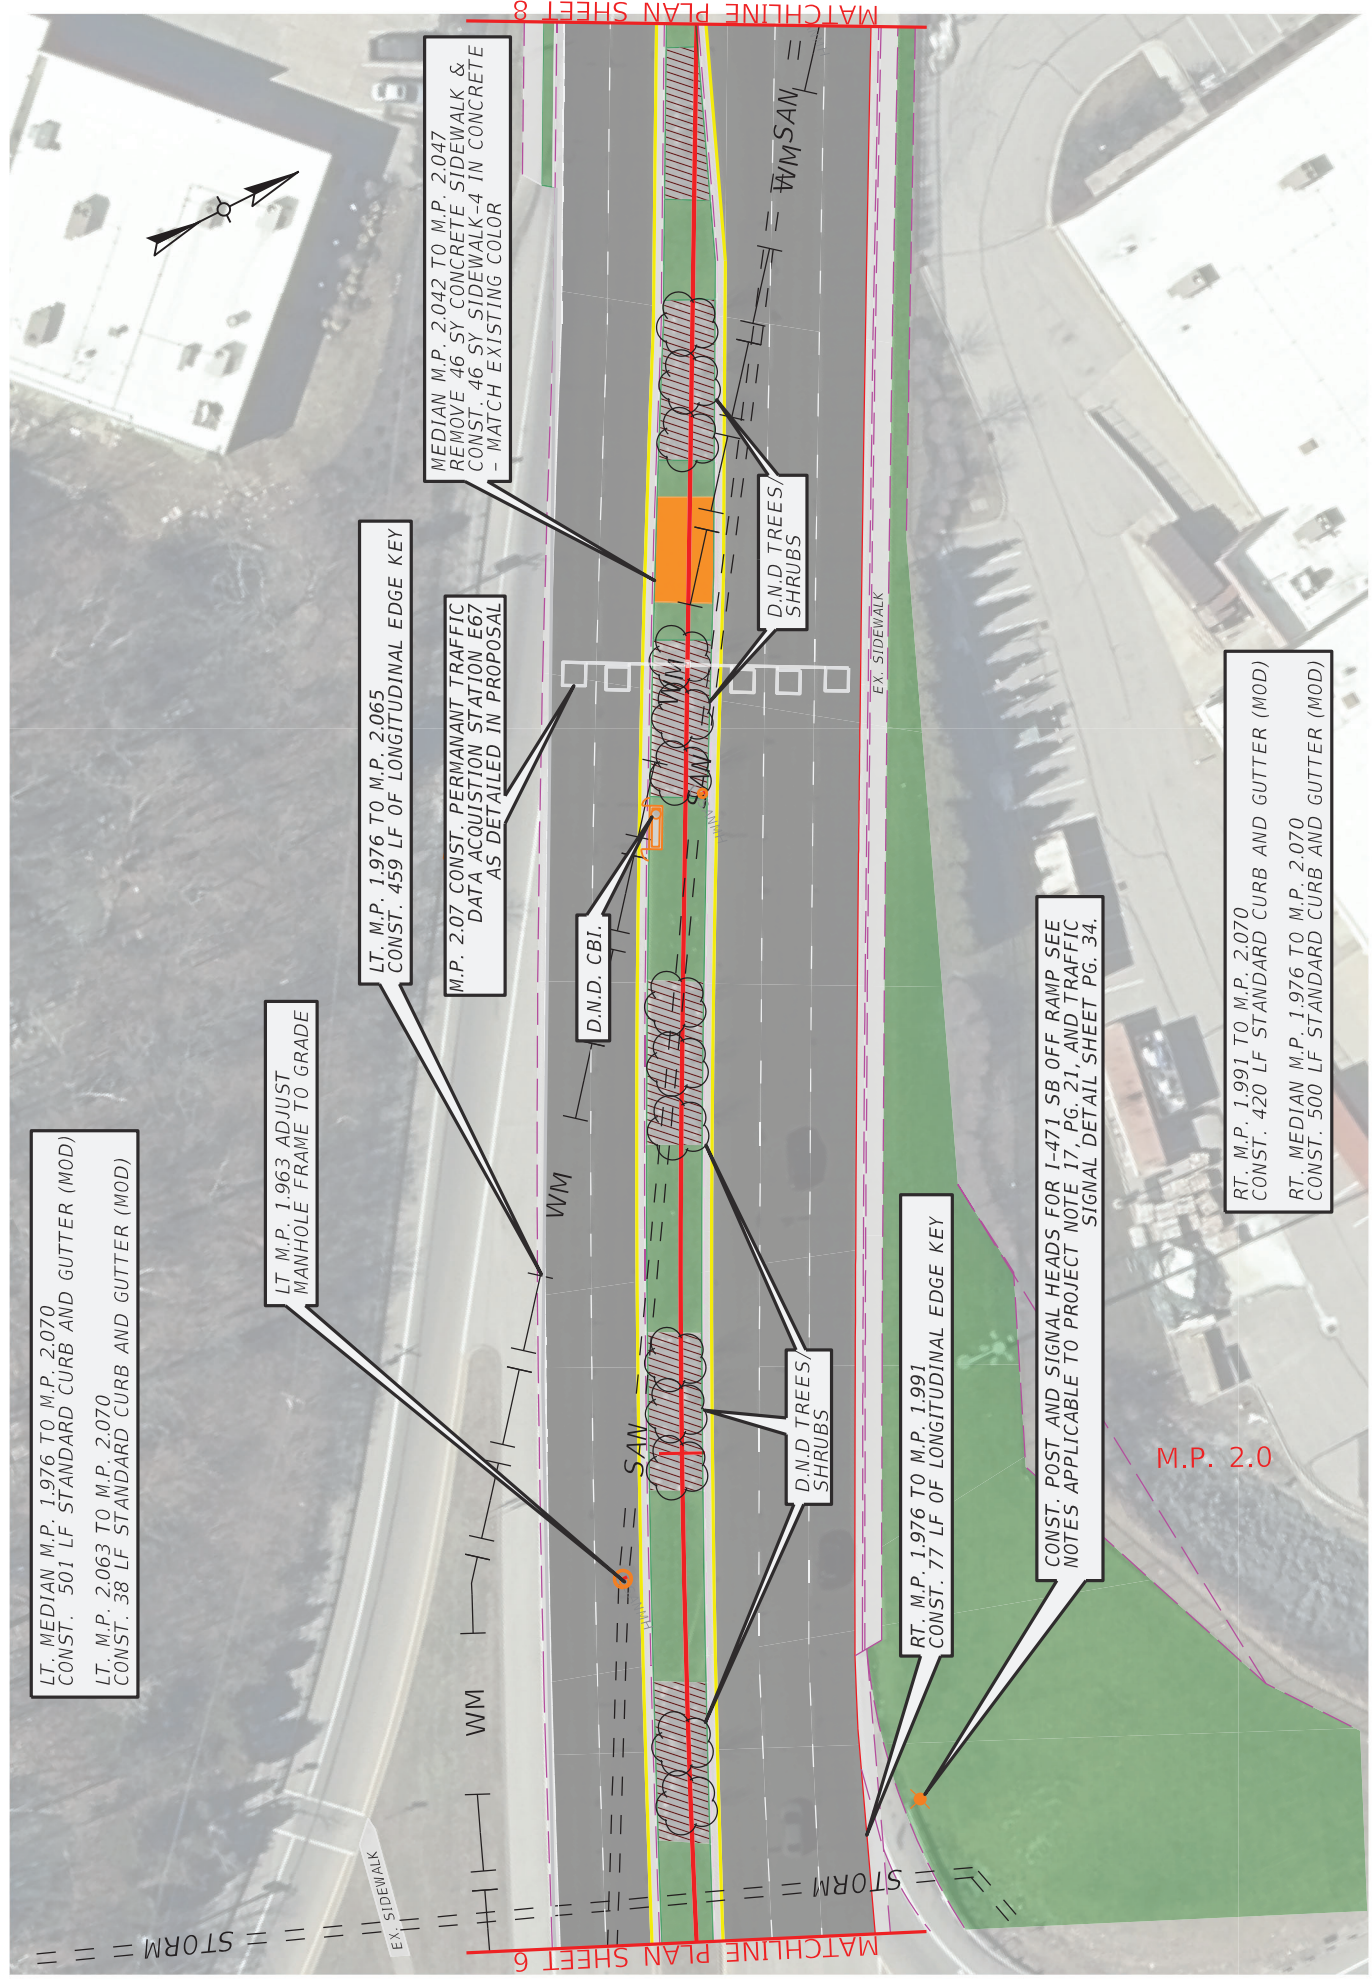 MATCHLINE PLAN SHEET 8
MEDIAN M.P. 2.042 TO M.P. 2.047
REMOVE 46 SY CONCRETE SIDEWALK &
CONST. 46 SY SIDEWALK-4 IN CONCRETE
- MATCH EXISTING COLOR
SAN
WM
LT. M.P. 1.976 TO M.P. 2.065
CONST. 459 LF OF LONGITUDINAL EDGE KEY
M.P. 2.07 CONST. PERMANANT TRAFFIC
DATA ACQUISTION STATION E67
AS DETAILED IN PROPOSAL
D.N.D TREES/
SHRUBS
EX. SIDEWALK
WM
SAN
D.N.D. CBI.
LT M.P. 1.963 ADJUST
MANHOLE FRAME TO GRADE
WM
LT. MEDIAN M.P. 1.976 TO M.P. 2.070
CONST. 501 LF STANDARD CURB AND GUTTER (MOD)
LT. M.P. 2.063 TO M.P. 2.070
CONST. 38 LF STANDARD CURB AND GUTTER (MOD)
RT. M.P. 1.991 TO M.P. 2.070
CONST. 420 LF STANDARD CURB AND GUTTER (MOD)
RT. MEDIAN M.P. 1.976 TO M.P. 2.070
CONST. 500 LF STANDARD CURB AND GUTTER (MOD)
CONST. POST AND SIGNAL HEADS FOR I-471 SB OFF RAMP SEE
NOTES APPLICABLE TO PROJECT NOTE 17, PG. 21, AND TRAFFIC
SIGNAL DETAIL SHEET PG. 34.
RT. M.P. 1.976 TO M.P. 1.991
CONST. 77 LF OF LONGITUDINAL EDGE KEY
D.N.D TREES/
SHRUBS
SAN
M.P. 2.0
WM
EX. SIDEWALK
STORM
STORM
MATCHLINE PLAN SHEET 6